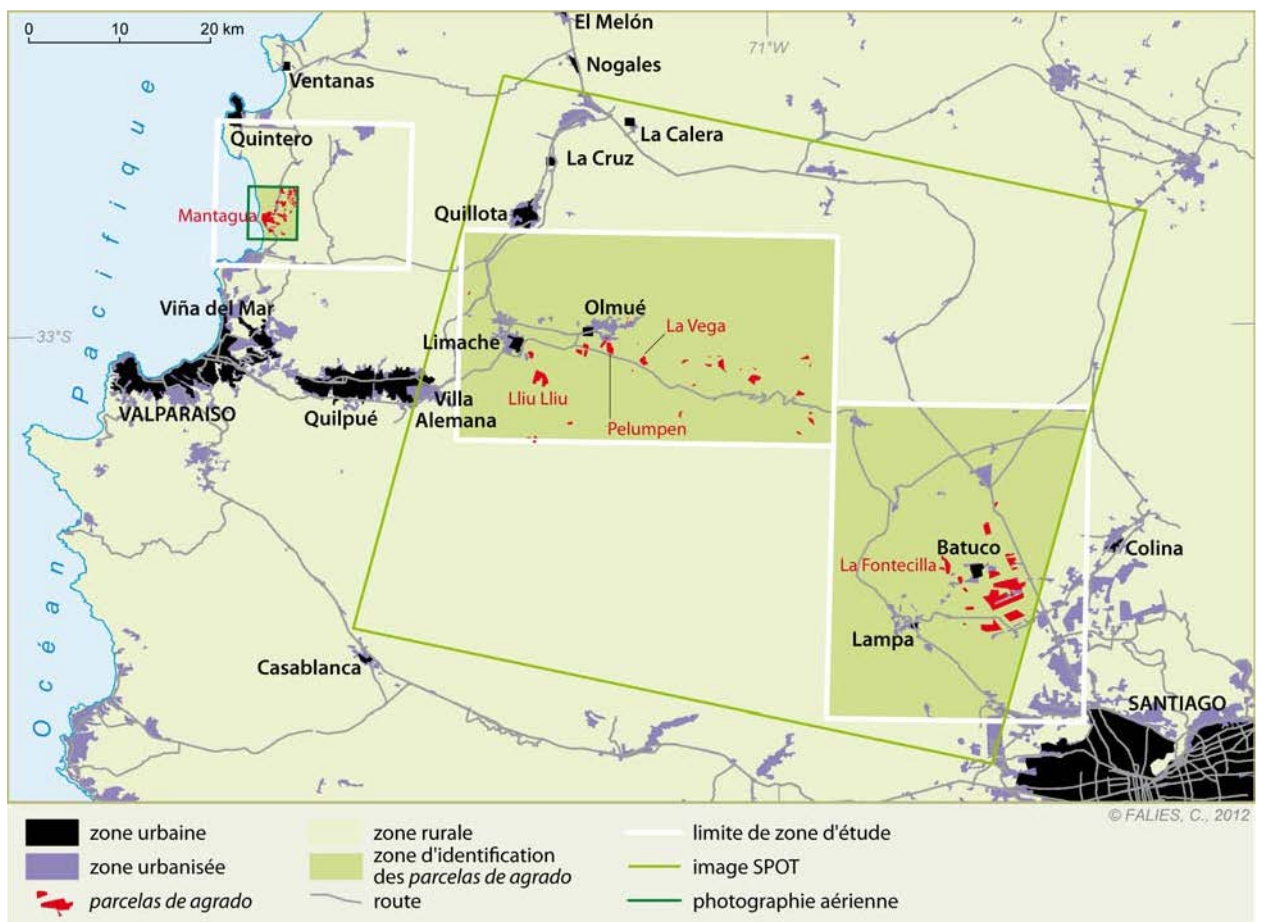 0 10 20 km
El Melón
71°W
Nogales
Ventanas
La Calera
Quintero
La Cruz
Quillota
Mantagua
Océan Pacifique
Viña del Mar
Olmué
La Vega
33°S
Limache
Lliu Lliu
VALPARAISO
Quilpué
Villa
Alemana
Pelumpen
Batuco
Colina
La Fontecilla
Lampa
Casablanca
SANTIAGO
© FALIES, C., 2012
zone urbaine
zone urbanisée
parcelas de agrado
zone rurale
zone d'identification
des parcelas de agrado
route
limite de zone d'étude
image SPOT
photographie aérienne